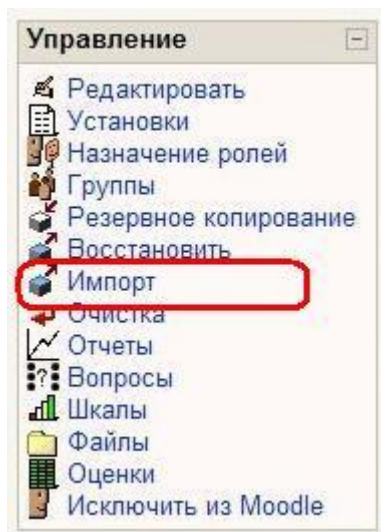 Управление
Редактировать
Установки
Назначение ролей
Группы
Резервное копирование
Восстановить
Импорт
Очистка
Отчеты
Вопросы
Шкалы
Файлы
Оценки
Исключить из Moodle